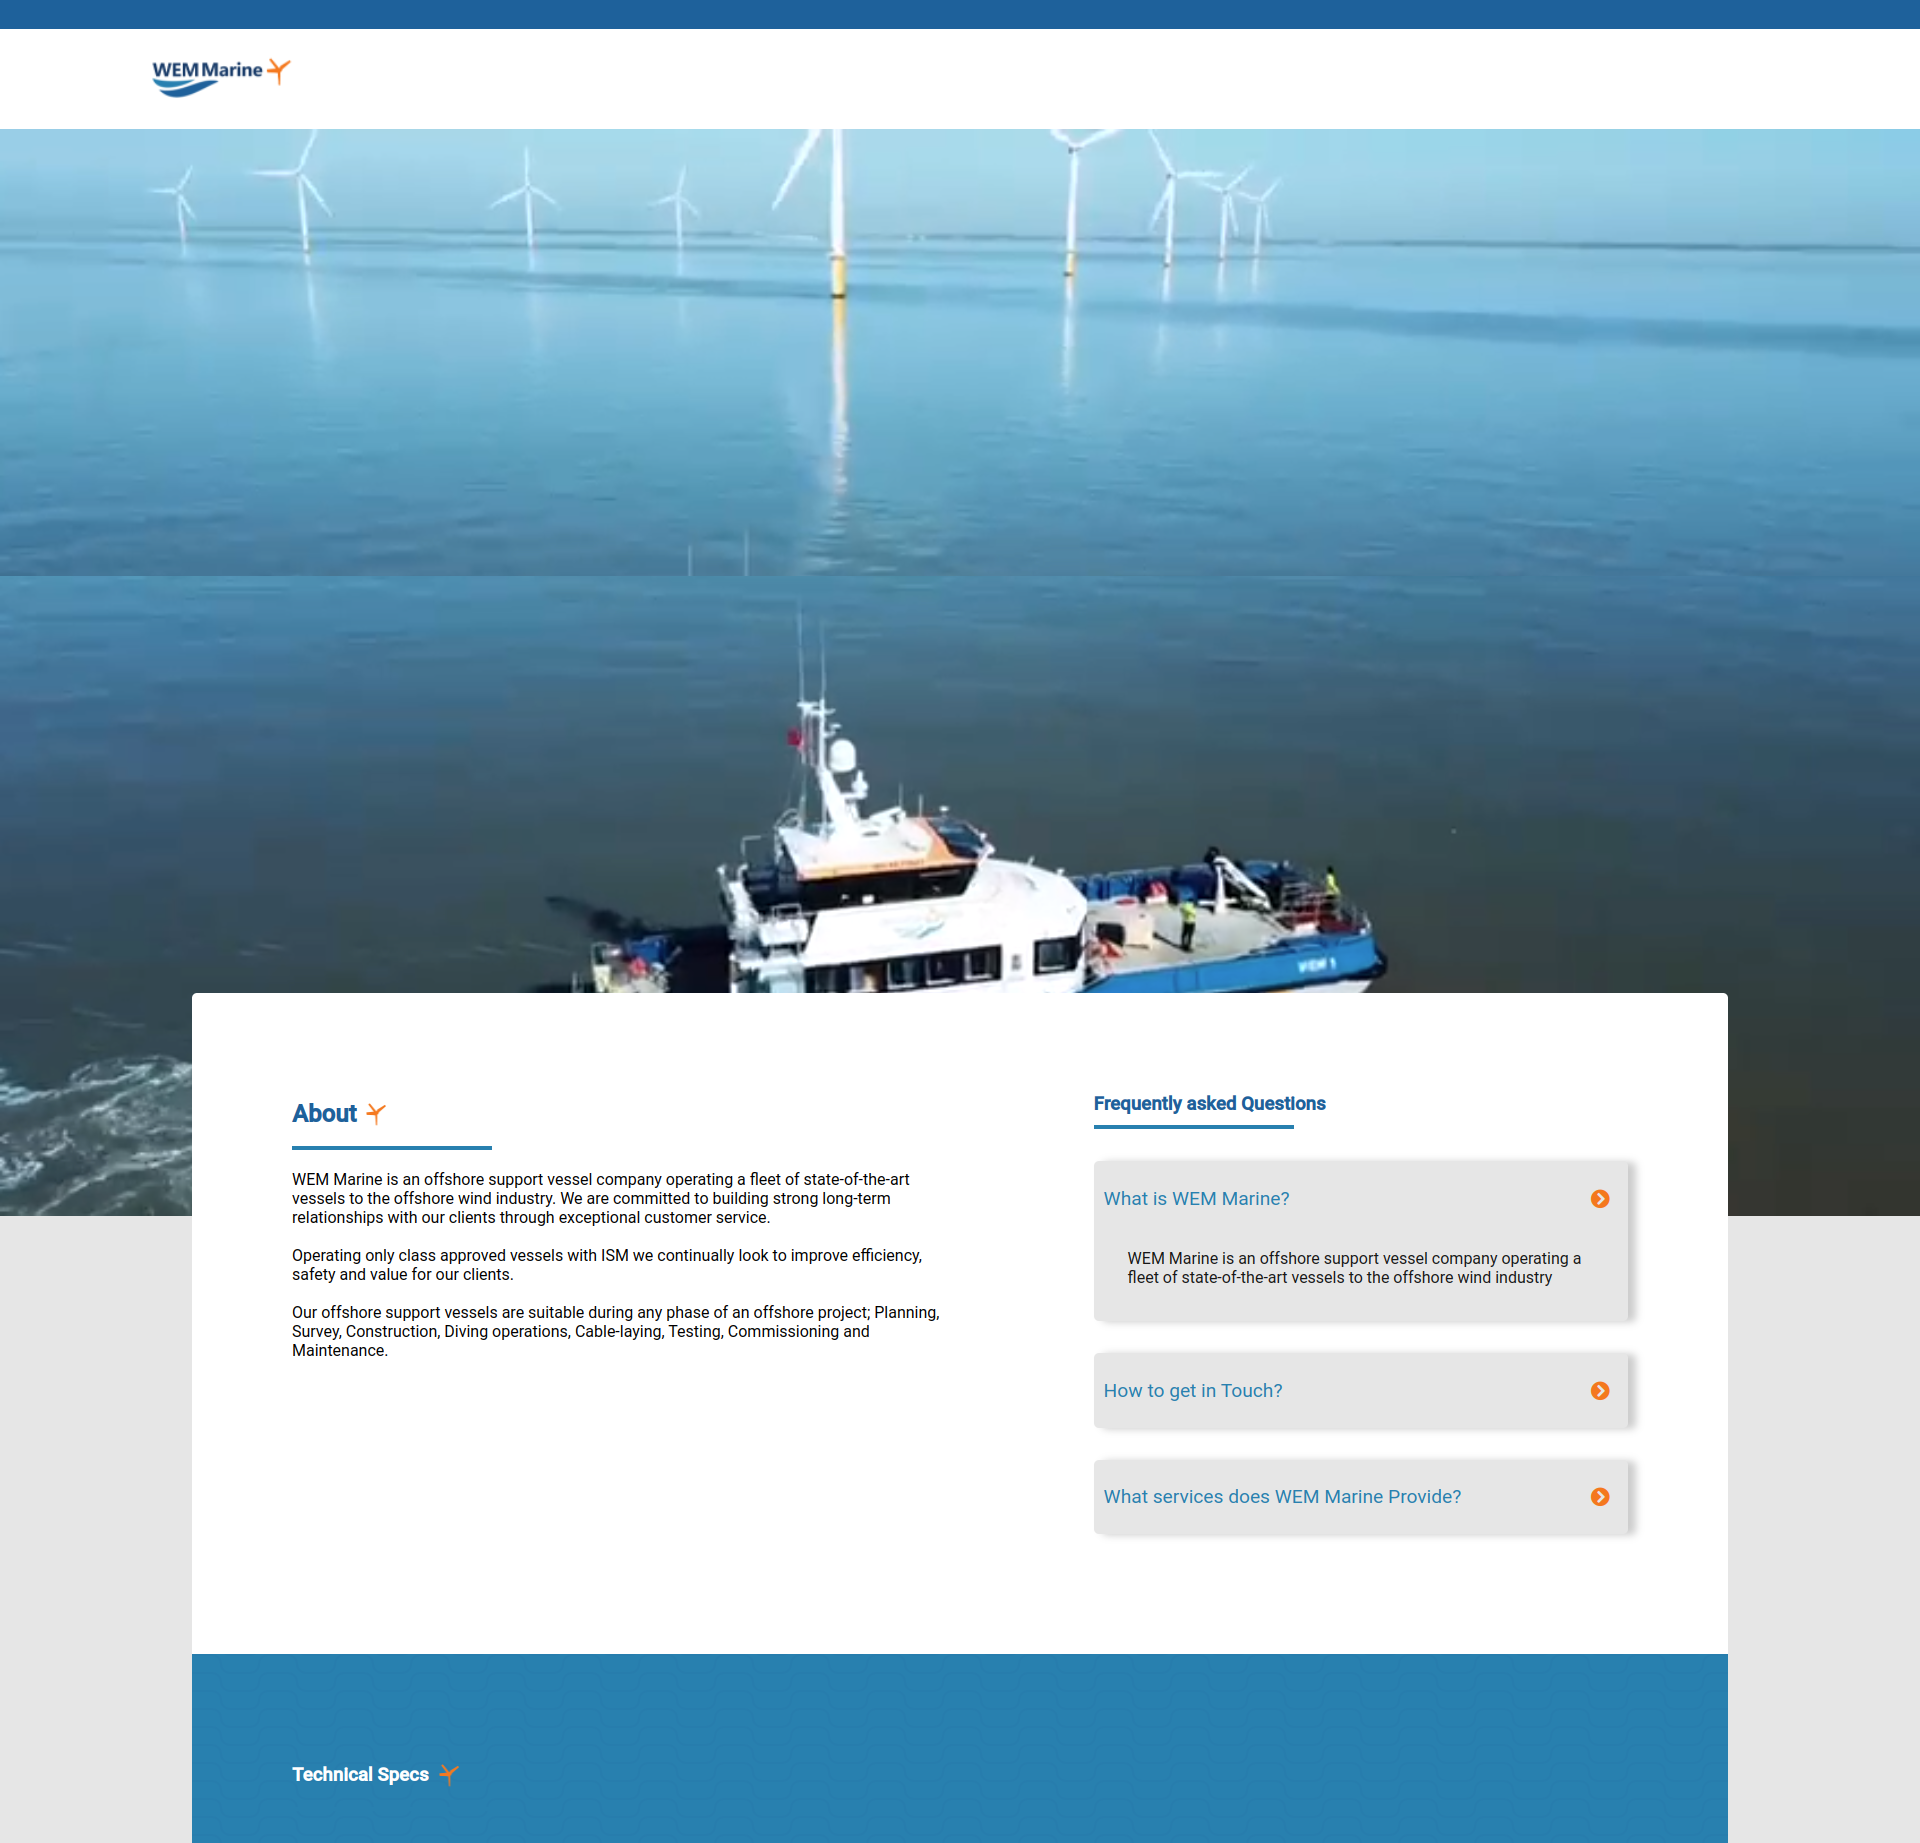 WEM Marine
WEM 1
About
WEM Marine is an offshore support vessel company operating a fleet of state-of-the-art
vessels to the offshore wind industry. We are committed to building strong long-term
relationships with our clients through exceptional customer service.
Operating only class approved vessels with ISM we continually look to improve efficiency,
safety and value for our clients.
Our offshore support vessels are suitable during any phase of an offshore project; Planning,
Survey, Construction, Diving operations, Cable-laying, Testing, Commissioning and
Maintenance.
Frequently asked Questions
What is WEM Marine?
WEM Marine is an offshore support vessel company operating a
fleet of state-of-the-art vessels to the offshore wind industry
How to get in Touch?
What services does WEM Marine Provide?
Technical Specs